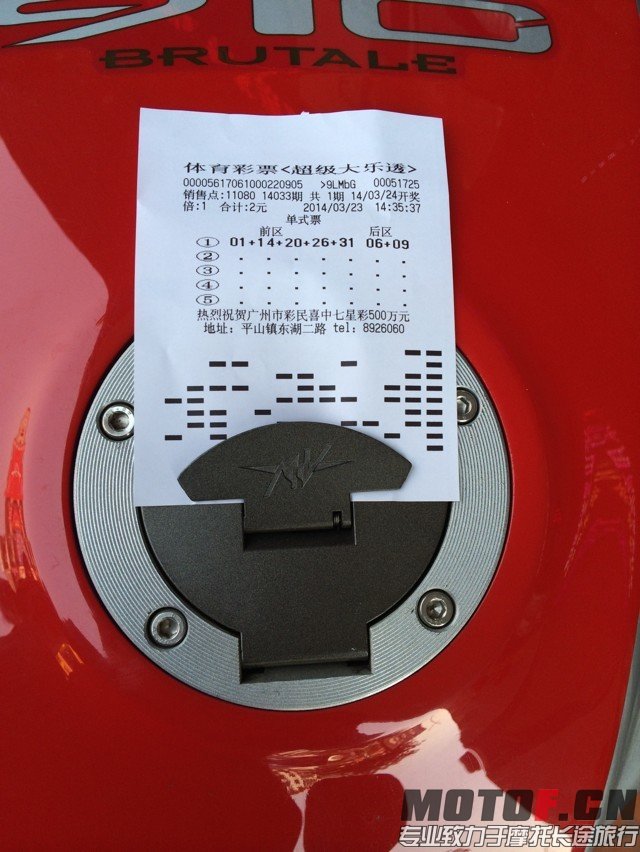 910
BRUTALE
体育彩票<超级大乐透>
00005617061000220905 >9LMbG 00051725
销售点:11080 14033期 共 1期 14/03/24开奖
倍:1 合计:2元 2014/03/23 14:35:37
单式票
前区 后区
① 01+14+20+26+31 06+09
② - - - - - - -
③ - - - - - - -
④ - - - - - - -
⑤ - - - - - - -
热烈祝贺广州市彩民喜中七星彩500万元
地址: 平山镇东湖二路 tel: 8926060
MOTOF.CN
专业致力于摩托长途旅行